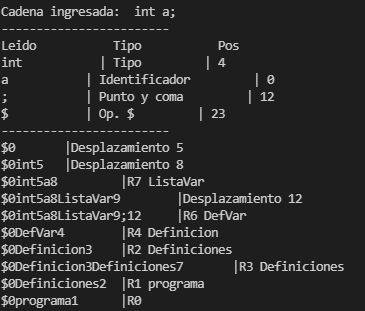 Cadena ingresada:  int a;
------------------------
Leido          Tipo          Pos
int          | Tipo        | 4
a          | Identificador          | 0
;          | Punto y coma          | 12
$          | Op. $     | 23
------------------------
$0      |Desplazamiento 5
$0int5  |Desplazamiento 8
$0int5a8        |R7 ListaVar
$0int5a8ListaVar9       |Desplazamiento 12
$0int5a8ListaVar9;12    |R6 DefVar
$0DefVar4       |R4 Definicion
$0Definicion3   |R2 Definiciones
$0Definicion3Definiciones7      |R3 Definiciones
$0Definiciones2 |R1 programa
$0programa1     |R0